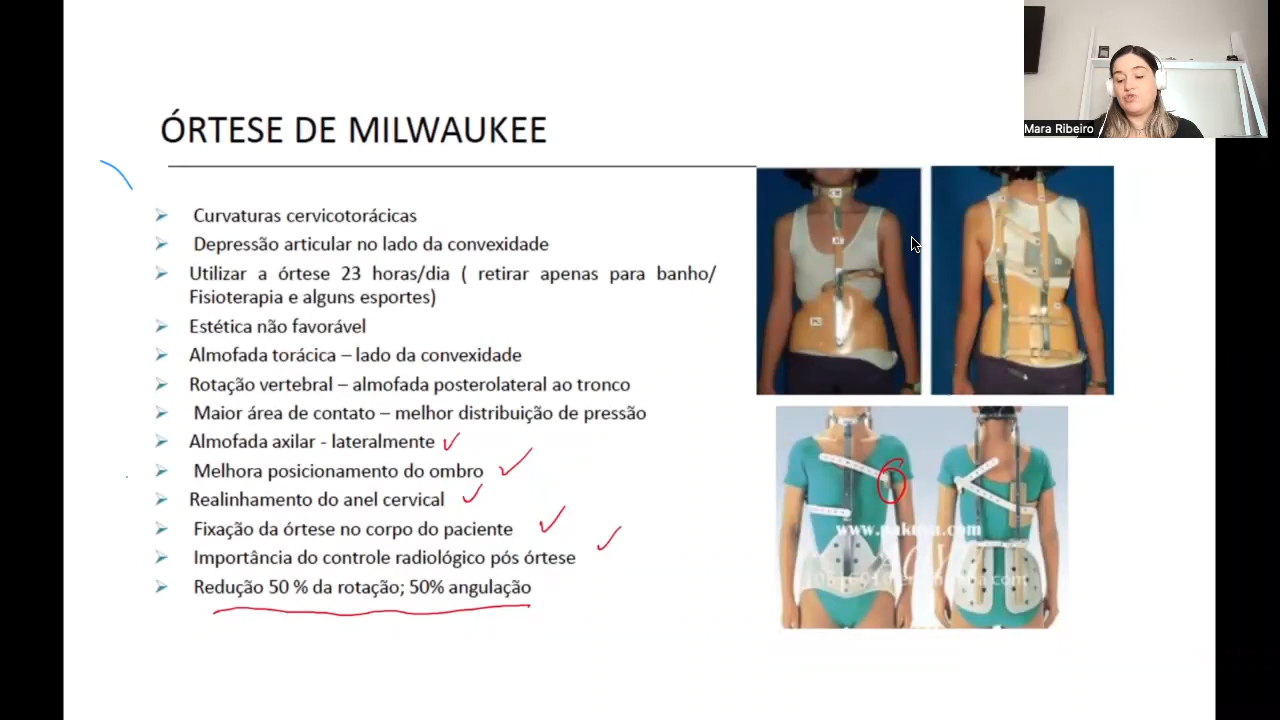 Mara Ribeiro
ÓRTESE DE MILWAUKEE
Curvaturas cervicotorácicas
Depressão articular no lado da convexidade
Utilizar a órtese 23 horas/dia ( retirar apenas para banho/
Fisioterapia e alguns esportes)
Estética não favorável
Almofada torácica – lado da convexidade
Rotação vertebral – almofada posterolateral ao tronco
Maior área de contato – melhor distribuição de pressão
Almofada axilar - lateralmente
Melhora posicionamento do ombro
Realinhamento do anel cervical
Fixação da órtese no corpo do paciente
Importância do controle radiológico pós órtese
Redução 50 % da rotação; 50% angulação